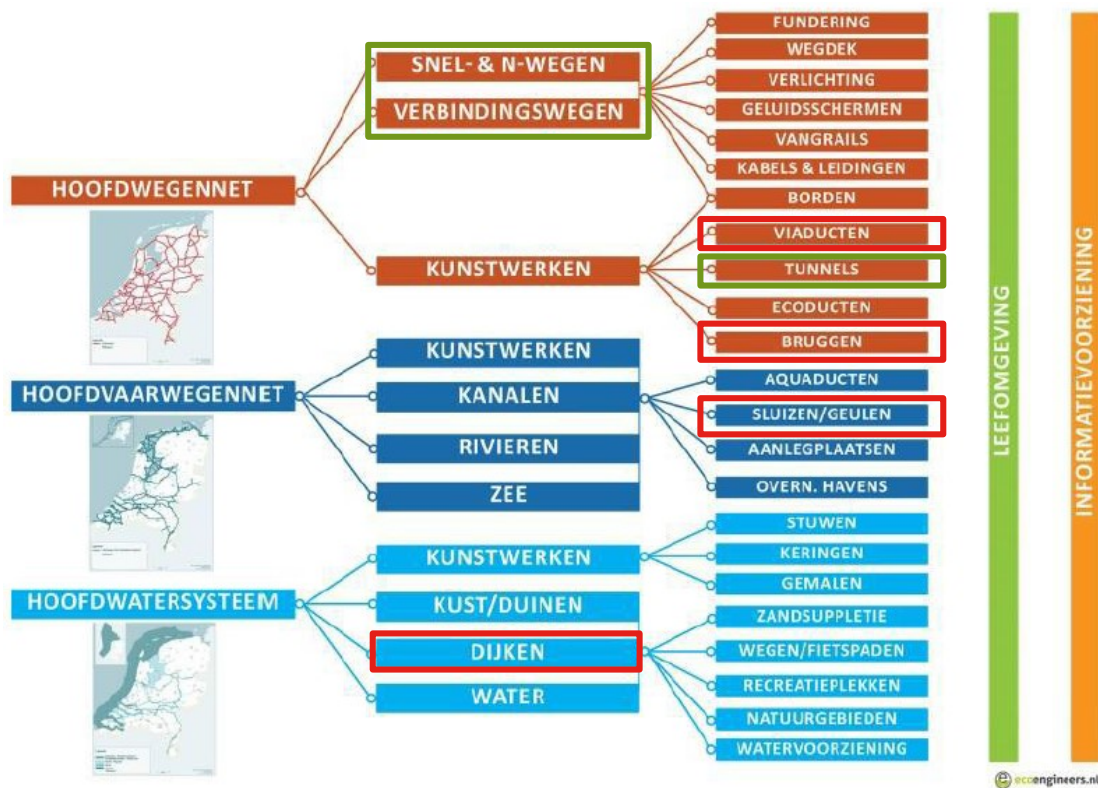 HOOFDWEGENNET
SNEL- & N-WEGEN
VERBINDINGSWEGEN
KUNSTWERKEN
FUNDERING
WEGDEK
VERLICHTING
GELUIDSSCHERMEN
VANGRAILS
KABELS & LEIDINGEN
BORDEN
VIADUCTEN
TUNNELS
ECODUCTEN
BRUGGEN
HOOFDVAARWEGENNET
KUNSTWERKEN
KANALEN
RIVIEREN
ZEE
AQUADUCTEN
SLUIZEN/GEULEN
AANLEGPLAATSEN
OVERN. HAVENS
HOOFDWATERSYSTEEM
KUNSTWERKEN
KUST/DUINEN
DIJKEN
WATER
STUWEN
KERINGEN
GEMALEN
ZANDSUPPLETIE
WEGEN/FIETSPADEN
RECREATIEPLEKKEN
NATUURGEBIEDEN
WATERVOORZIENING
LEEFOMGEVING
INFORMATIEVOORZIENING
ecoengineers.nl